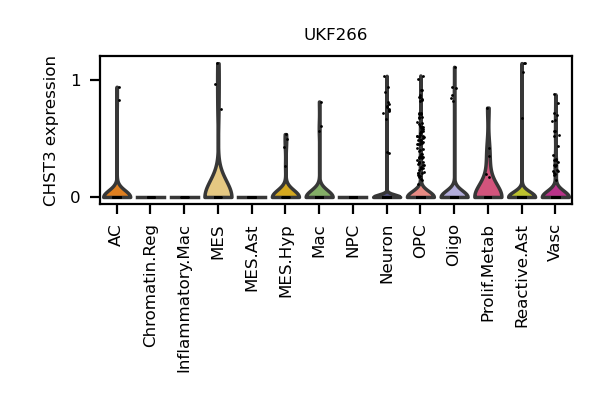 UKF266
CHST3 expression
1
0
AC
Chromatin.Reg
Inflammatory.Mac
MES
MES.Ast
MES.Hyp
Mac
NPC
Neuron
OPC
Oligo
Prolif.Metab
Reactive.Ast
Vasc